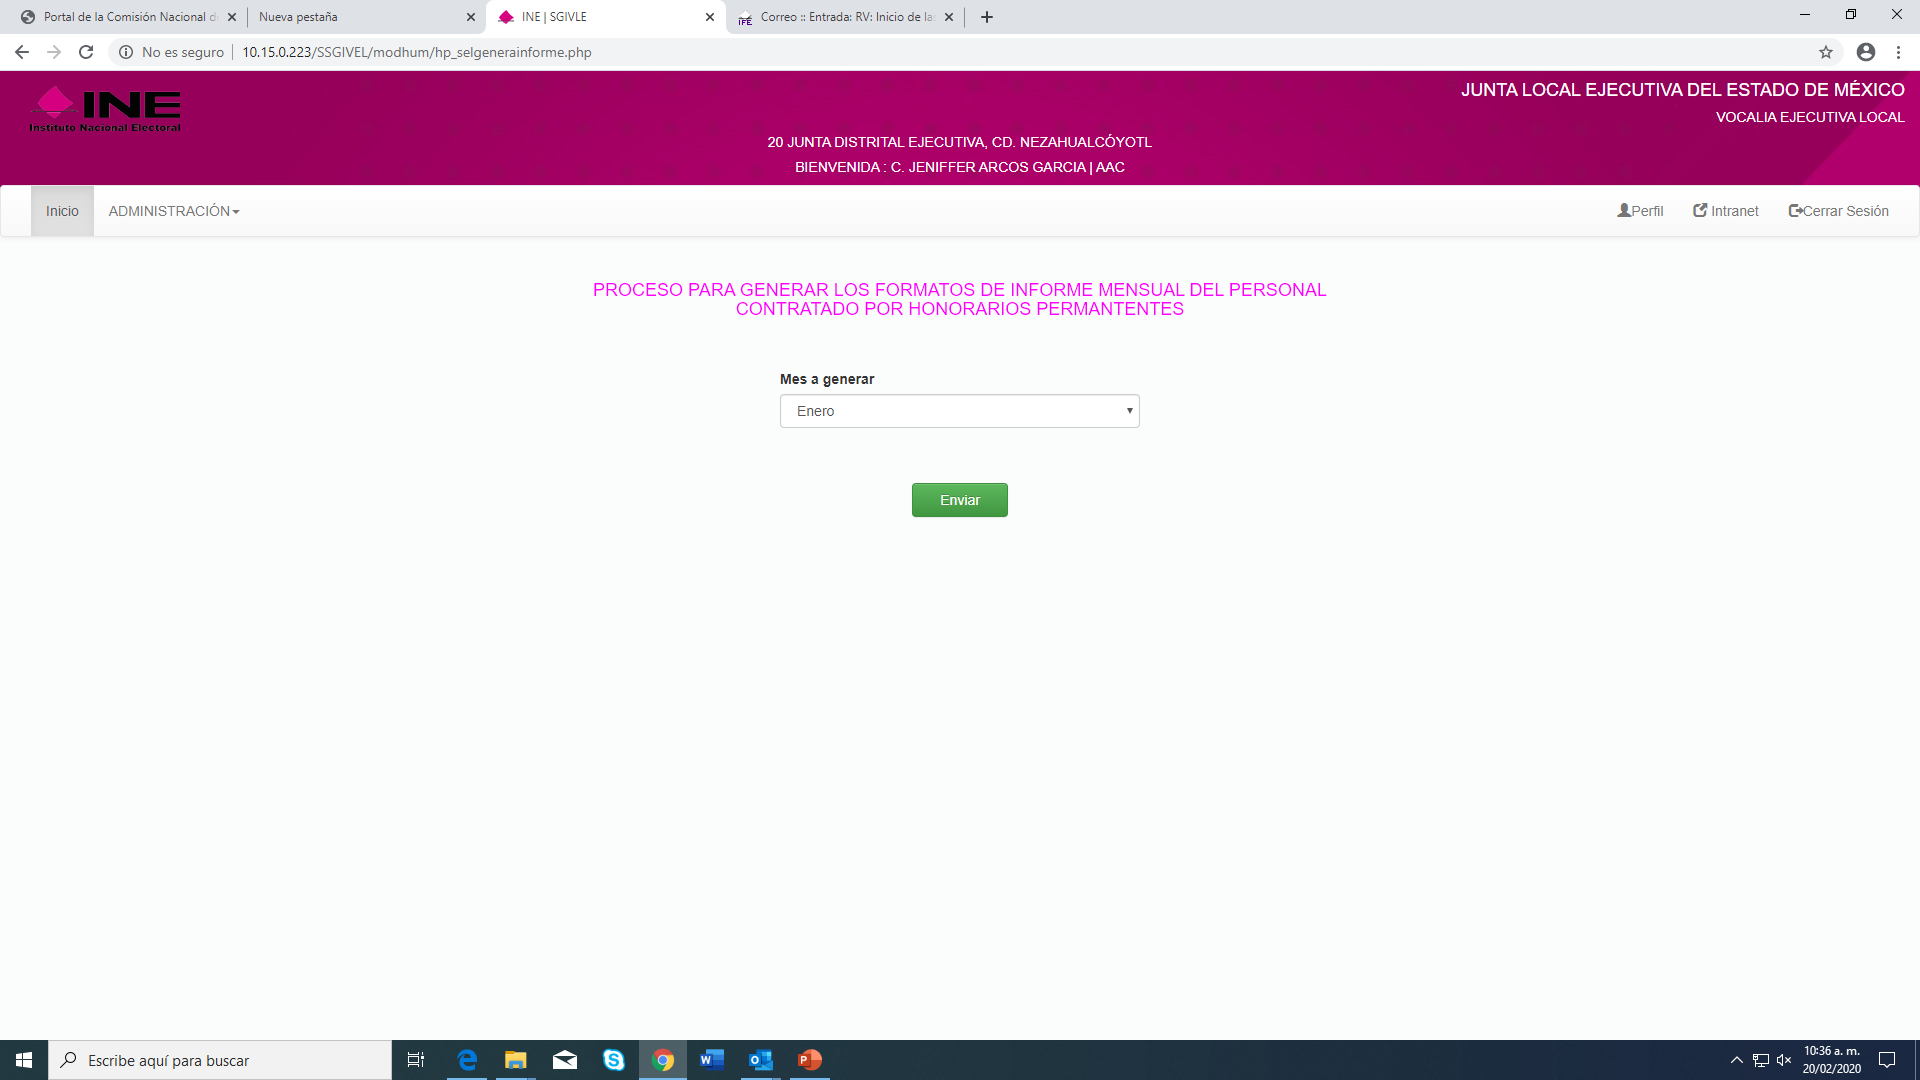 Portal de la Comisión Nacional d
Nueva pestaña
INE | SGIVLE
Correo :: Entrada: RV: Inicio de la
No es seguro
10.15.0.223/SSGIVEL/modhum/hp_selgenerainforme.php
INE
Instituto Nacional Electoral
JUNTA LOCAL EJECUTIVA DEL ESTADO DE MÉXICO
VOCALIA EJECUTIVA LOCAL
20 JUNTA DISTRITAL EJECUTIVA, CD. NEZAHUALCÓYOTL
BIENVENIDA : C. JENIFFER ARCOS GARCIA | AAC
Inicio
ADMINISTRACIÓN
Perfil
Intranet
Cerrar Sesión
PROCESO PARA GENERAR LOS FORMATOS DE INFORME MENSUAL DEL PERSONAL
CONTRATADO POR HONORARIOS PERMANTENTES
Mes a generar
Enero
Enviar
Escribe aquí para buscar
10:36 a. m.
20/02/2020